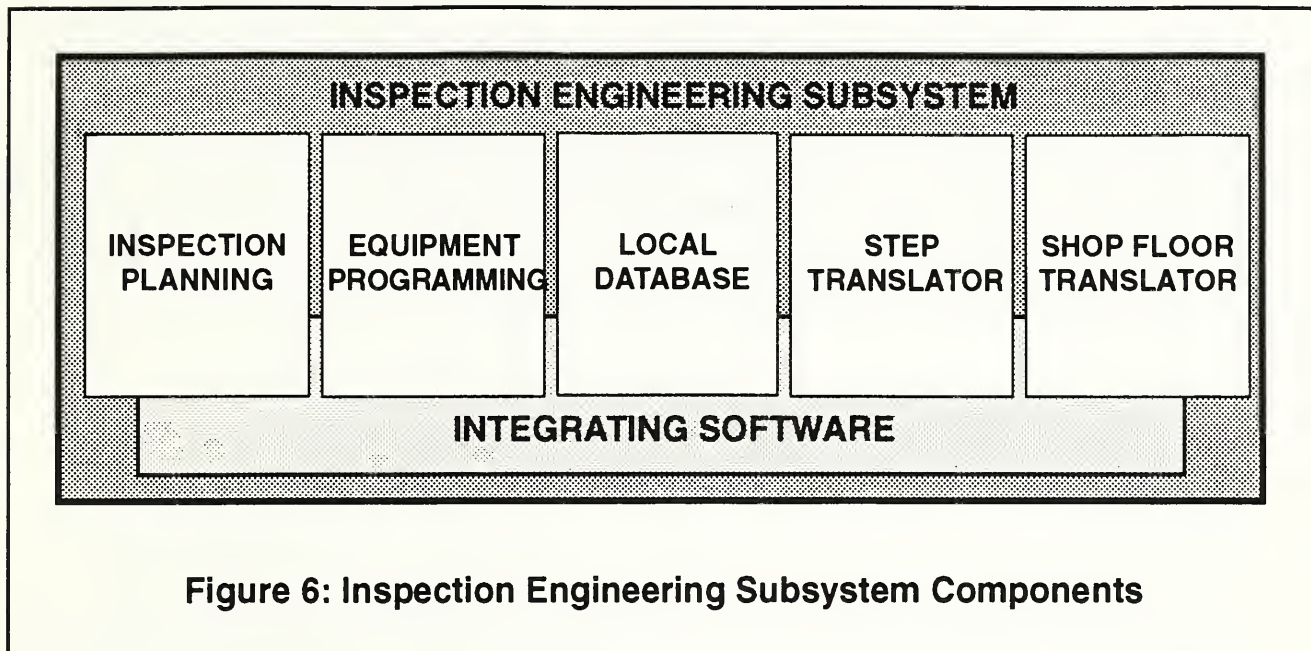 INSPECTION ENGINEERING SUBSYSTEM
INSPECTION
PLANNING
EQUIPMENT
PROGRAMMING
LOCAL
DATABASE
STEP
TRANSLATOR
SHOP FLOOR
TRANSLATOR
INTEGRATING SOFTWARE
Figure 6: Inspection Engineering Subsystem Components